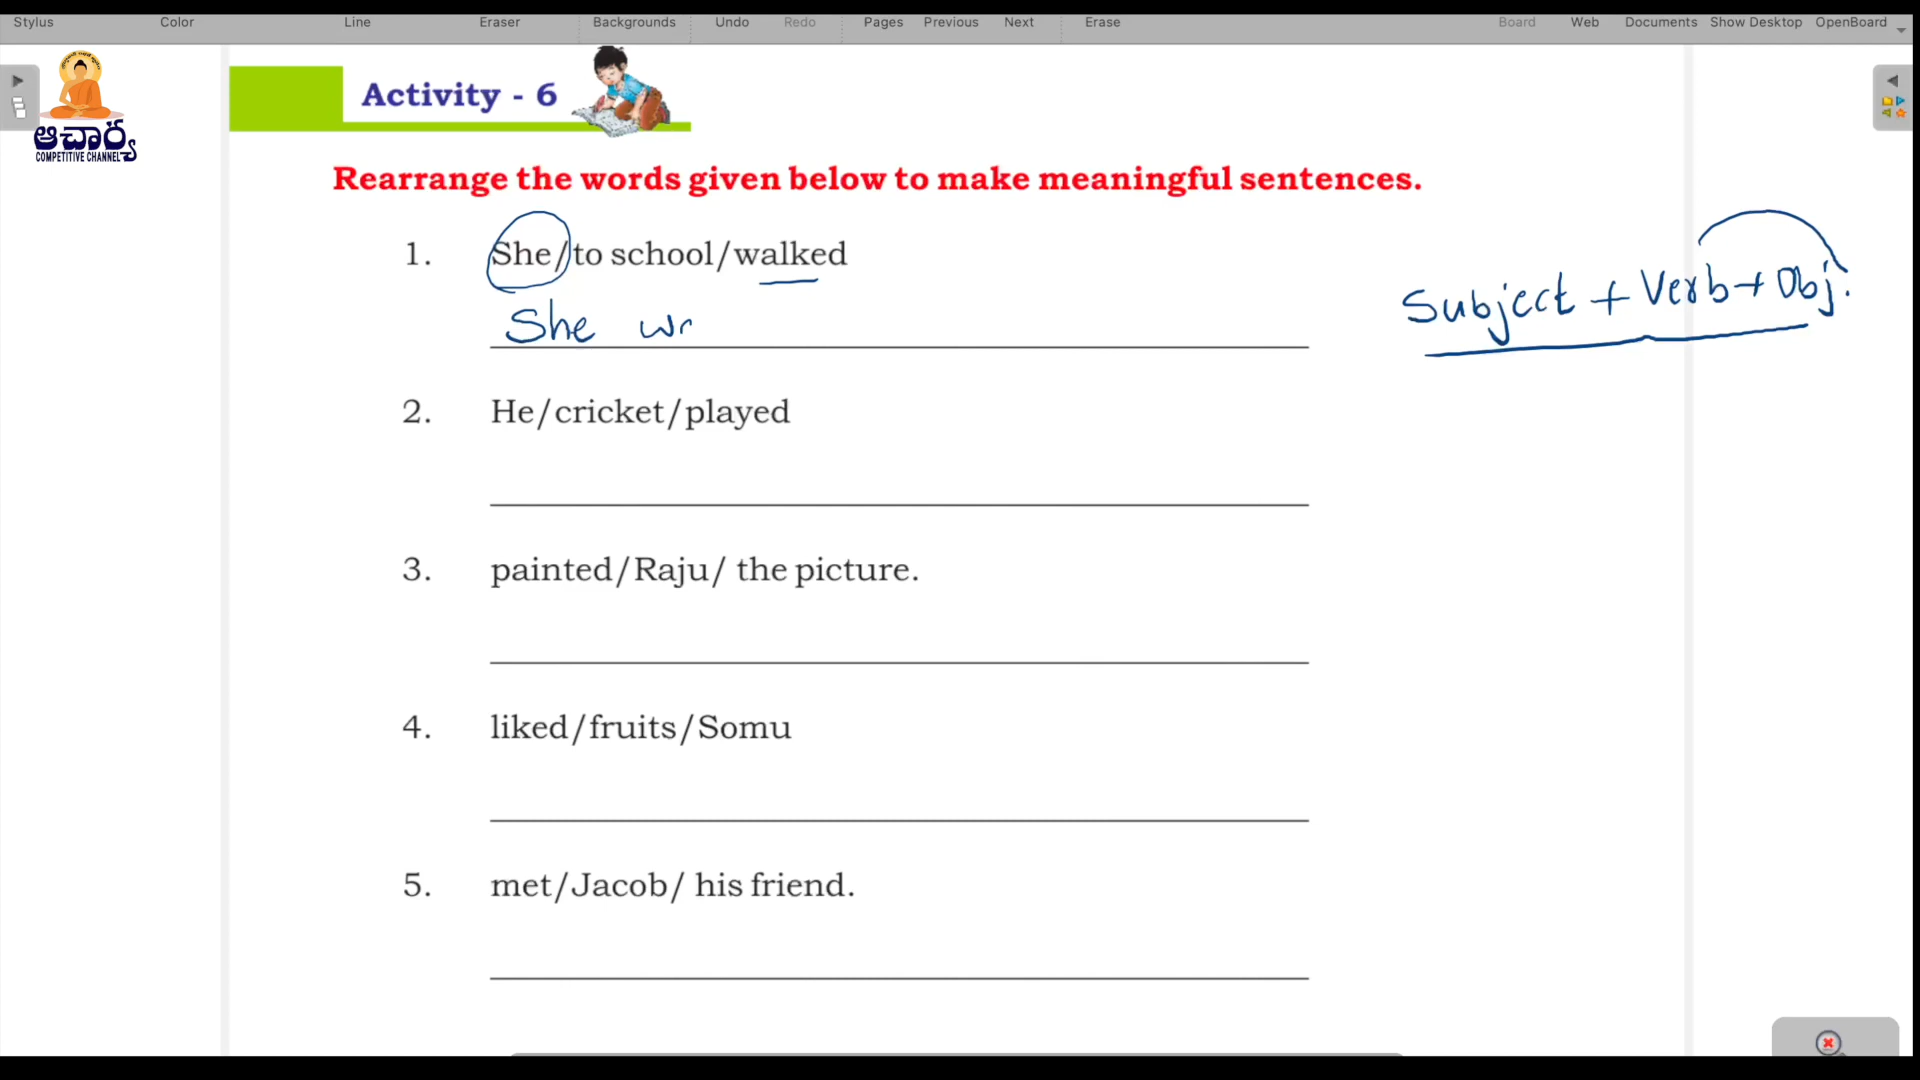 Stylus Color Line Eraser Backgrounds Undo Redo Pages Previous Next Erase Board Web Documents Show Desktop OpenBoard
ಆಚಾರ್ಯ
COMPETITIVE CHANNEL
Activity - 6
Rearrange the words given below to make meaningful sentences.
1. She/to school/walked
Subject + Verb + Obj.
She
2. He/cricket/played
3. painted/Raju/ the picture.
4. liked/fruits/Somu
5. met/Jacob/ his friend.